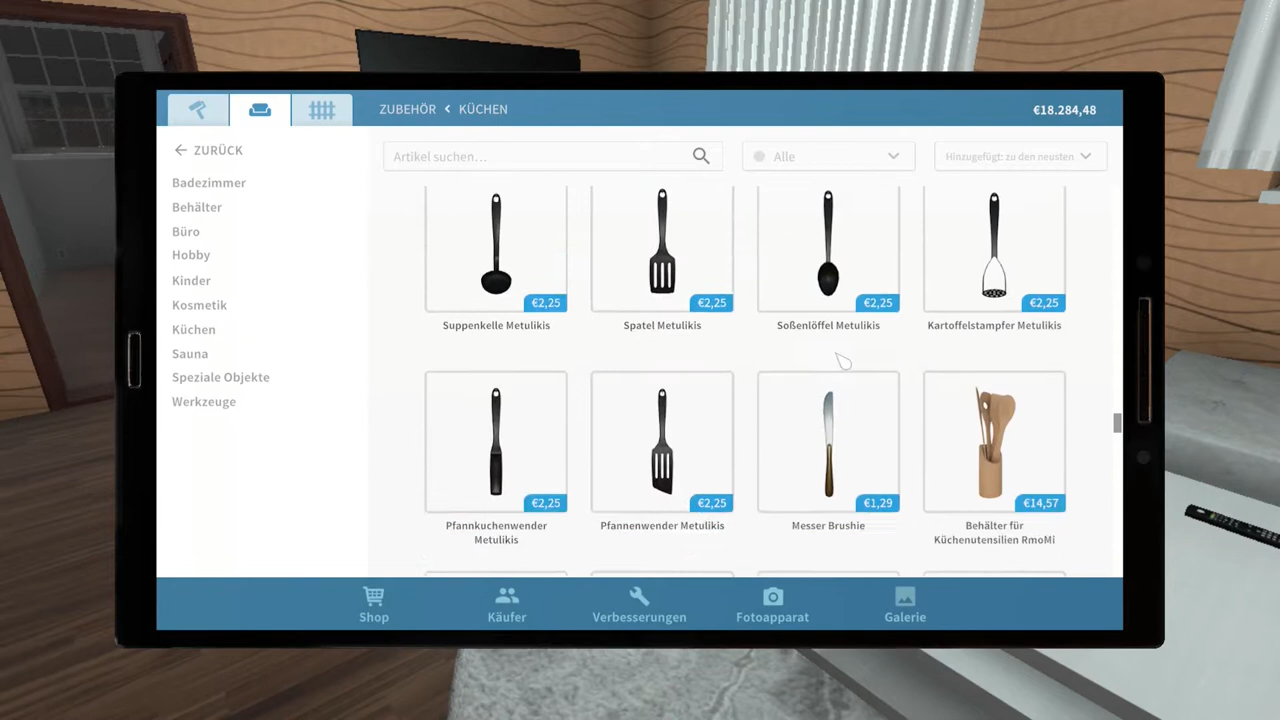 ZUBEHÖR < KÜCHEN
€18.284,48
ZURÜCK
Artikel suchen...
Alle
Hinzugefügt: zu den neusten
Badezimmer
Behälter
Büro
Hobby
Kinder
Kosmetik
Küchen
Sauna
Speziale Objekte
Werkzeuge
€2,25
€2,25
€2,25
€2,25
Suppenkelle Metulikis
Spatel Metulikis
Soßenlöffel Metulikis
Kartoffelstampfer Metulikis
€2,25
€2,25
€1,29
€14,57
Pfannkuchenwender
Metulikis
Pfannenwender Metulikis
Messer Brushie
Behälter für
Küchenutensilien RmoMi
Shop
Käufer
Verbesserungen
Fotoapparat
Galerie